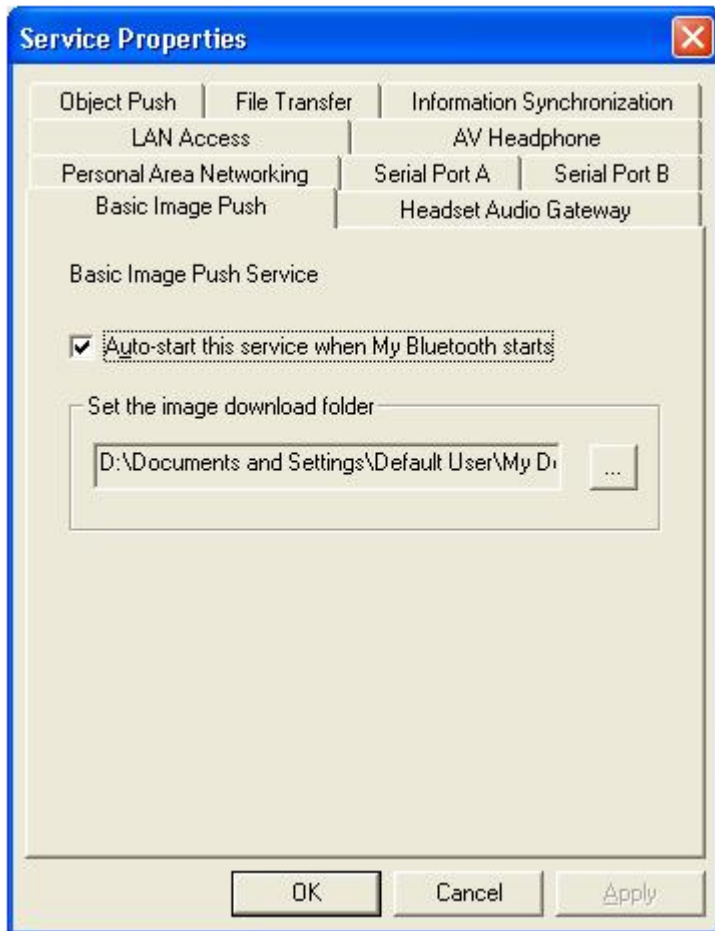 Service Properties
Object Push File Transfer Information Synchronization
LAN Access AV Headphone
Personal Area Networking Serial Port A Serial Port B
Basic Image Push Headset Audio Gateway
Basic Image Push Service
Auto-start this service when My Bluetooth starts
Set the image download folder
D:\Documents and Settings\Default User\My
...
OK Cancel Apply